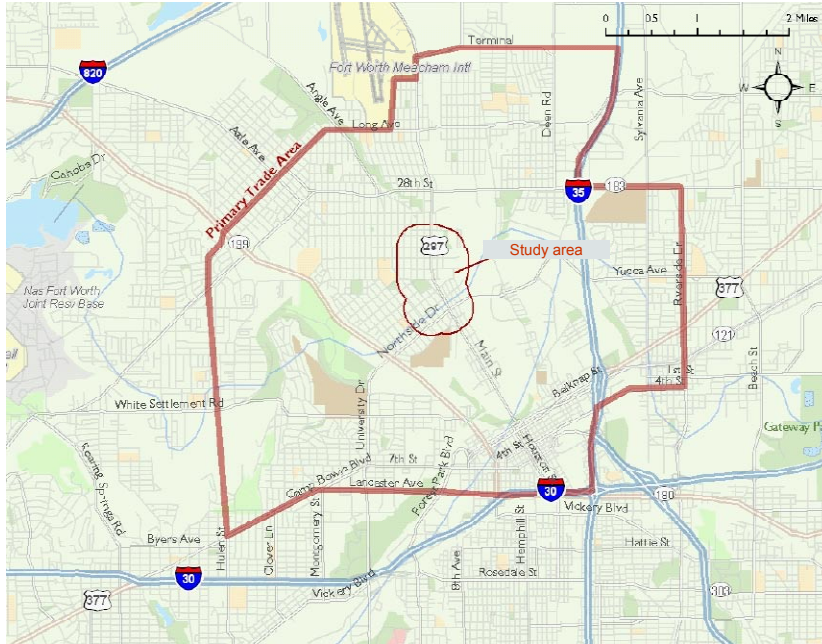 0 0.5 1 2 Miles
Terminal
Fort Worth Meacham Intl
820
N
W E
S
Angle Ave
Deen Rd
Sylvania Ave
Long Ave
Azle Ave
Cahoba Dr
Primary Trade Area
28th St
35
183
199
287
Study area
Riverside Dr
Yucca Ave
377
Nas Fort Worth
Joint Resv Base
Northside Dr
121
Main St
Beach St
Belknap St
4th St
White Settlement Rd
University Dr
Gateway
Roaring Springs Rd
7th St
4th St
Houston St
Camp Bowie Blvd
Forest Park Blvd
Lancaster Ave
30
180
Vickery Blvd
Byers Ave
Hulen St
Clover Ln
Montgomery St
Hemphill St
Hattie St
8th Ave
Rosedale St
30
Vickery Blvd
377
303